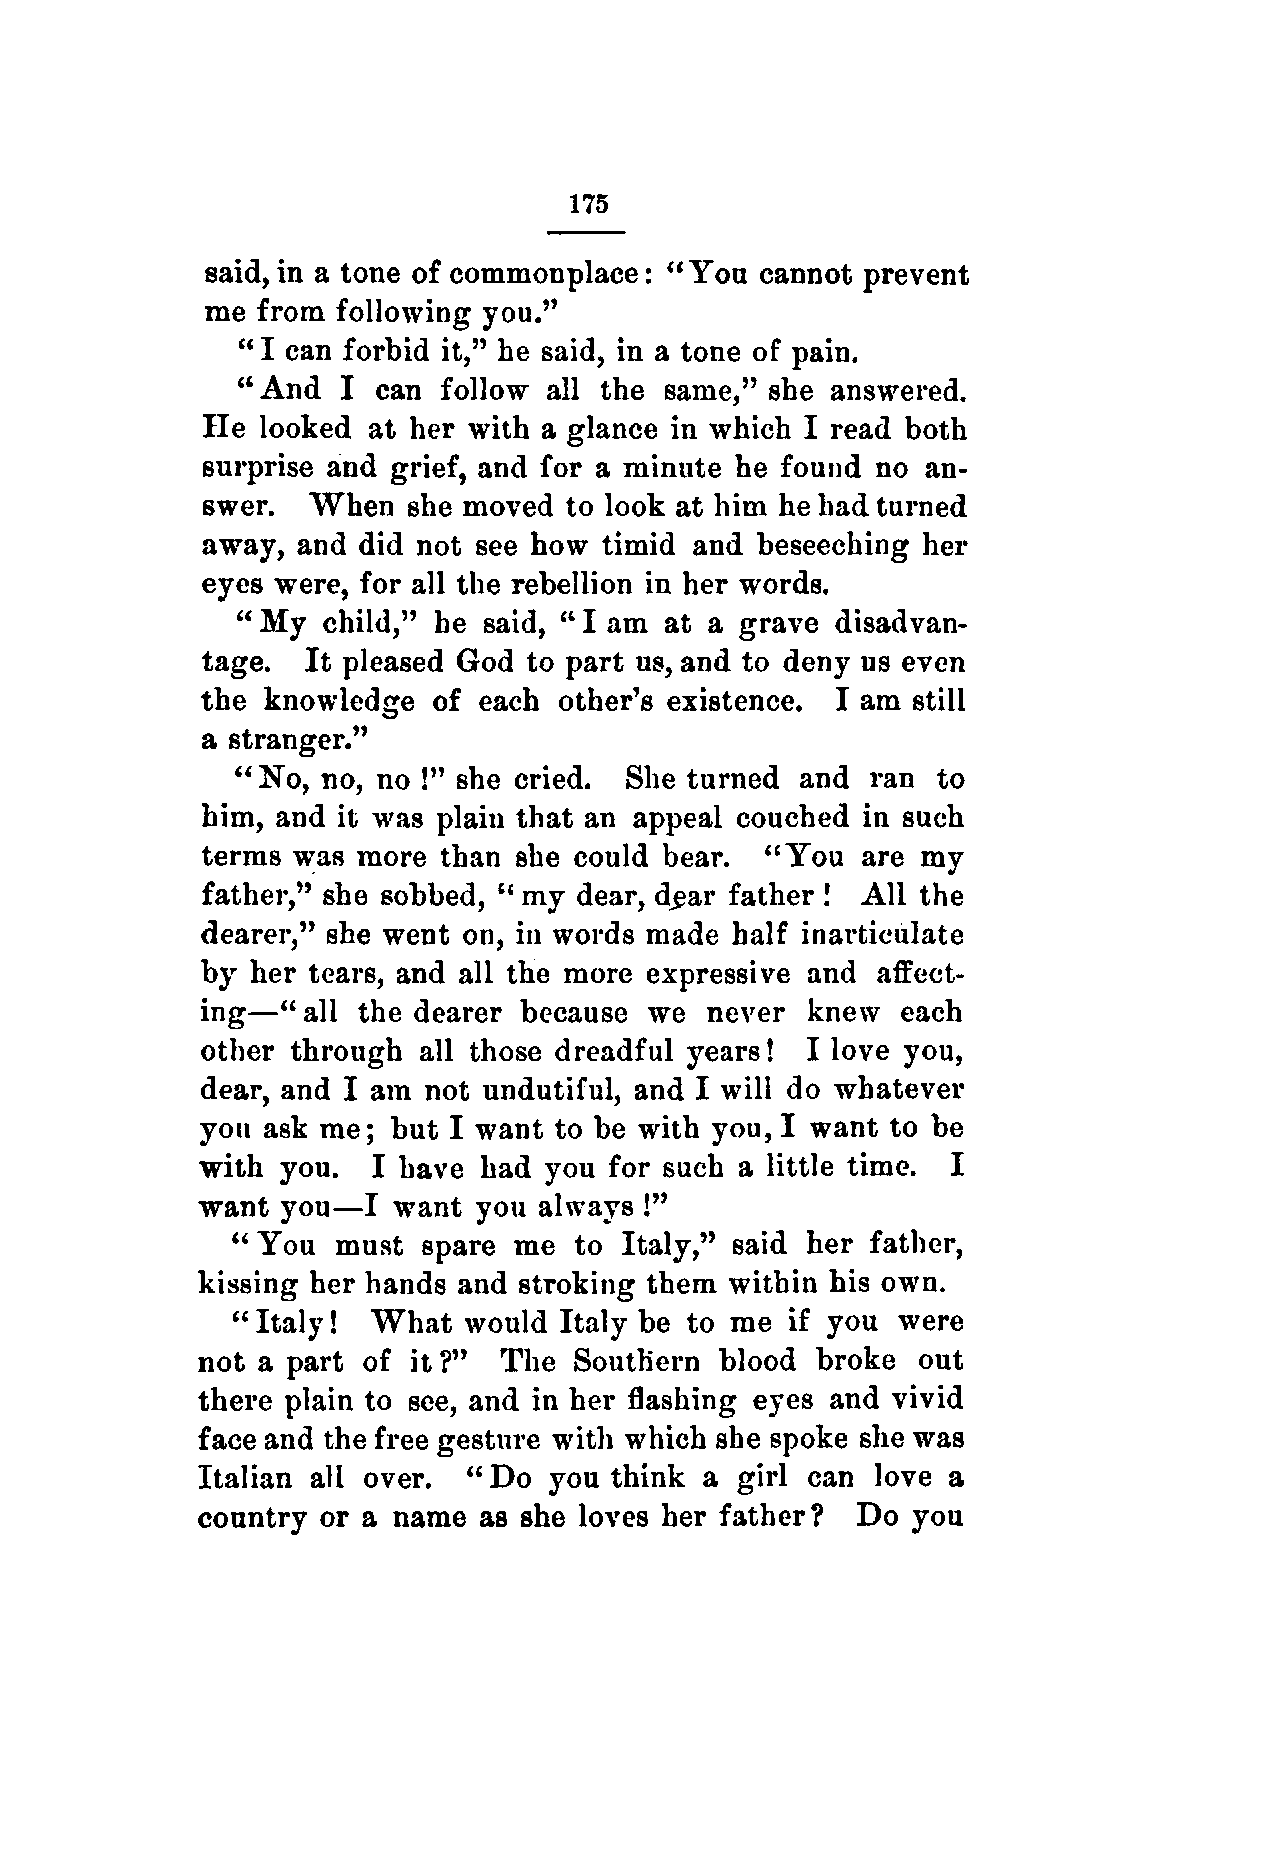 175
said, in a tone of commonplace: “You cannot prevent
me from following you.”
“I can forbid it,” he said, in a tone of pain.
“And I can follow all the same,” she answered.
He looked at her with a glance in which I read both
surprise and grief, and for a minute he found no an-
swer. When she moved to look at him he had turned
away, and did not see how timid and beseeching her
eyes were, for all the rebellion in her words.
“My child,” he said, “I am at a grave disadvan-
tage. It pleased God to part us, and to deny us even
the knowledge of each other’s existence. I am still
a stranger.”
“No, no, no !” she cried. She turned and ran to
him, and it was plain that an appeal couched in such
terms was more than she could bear. “You are my
father,” she sobbed, “my dear, dear father ! All the
dearer,” she went on, in words made half inarticulate
by her tears, and all the more expressive and affect-
ing—“all the dearer because we never knew each
other through all those dreadful years! I love you,
dear, and I am not undutiful, and I will do whatever
you ask me; but I want to be with you, I want to be
with you. I have had you for such a little time. I
want you—I want you always !”
“You must spare me to Italy,” said her father,
kissing her hands and stroking them within his own.
“Italy! What would Italy be to me if you were
not a part of it ?” The Southern blood broke out
there plain to see, and in her flashing eyes and vivid
face and the free gesture with which she spoke she was
Italian all over. “Do you think a girl can love a
country or a name as she loves her father? Do you